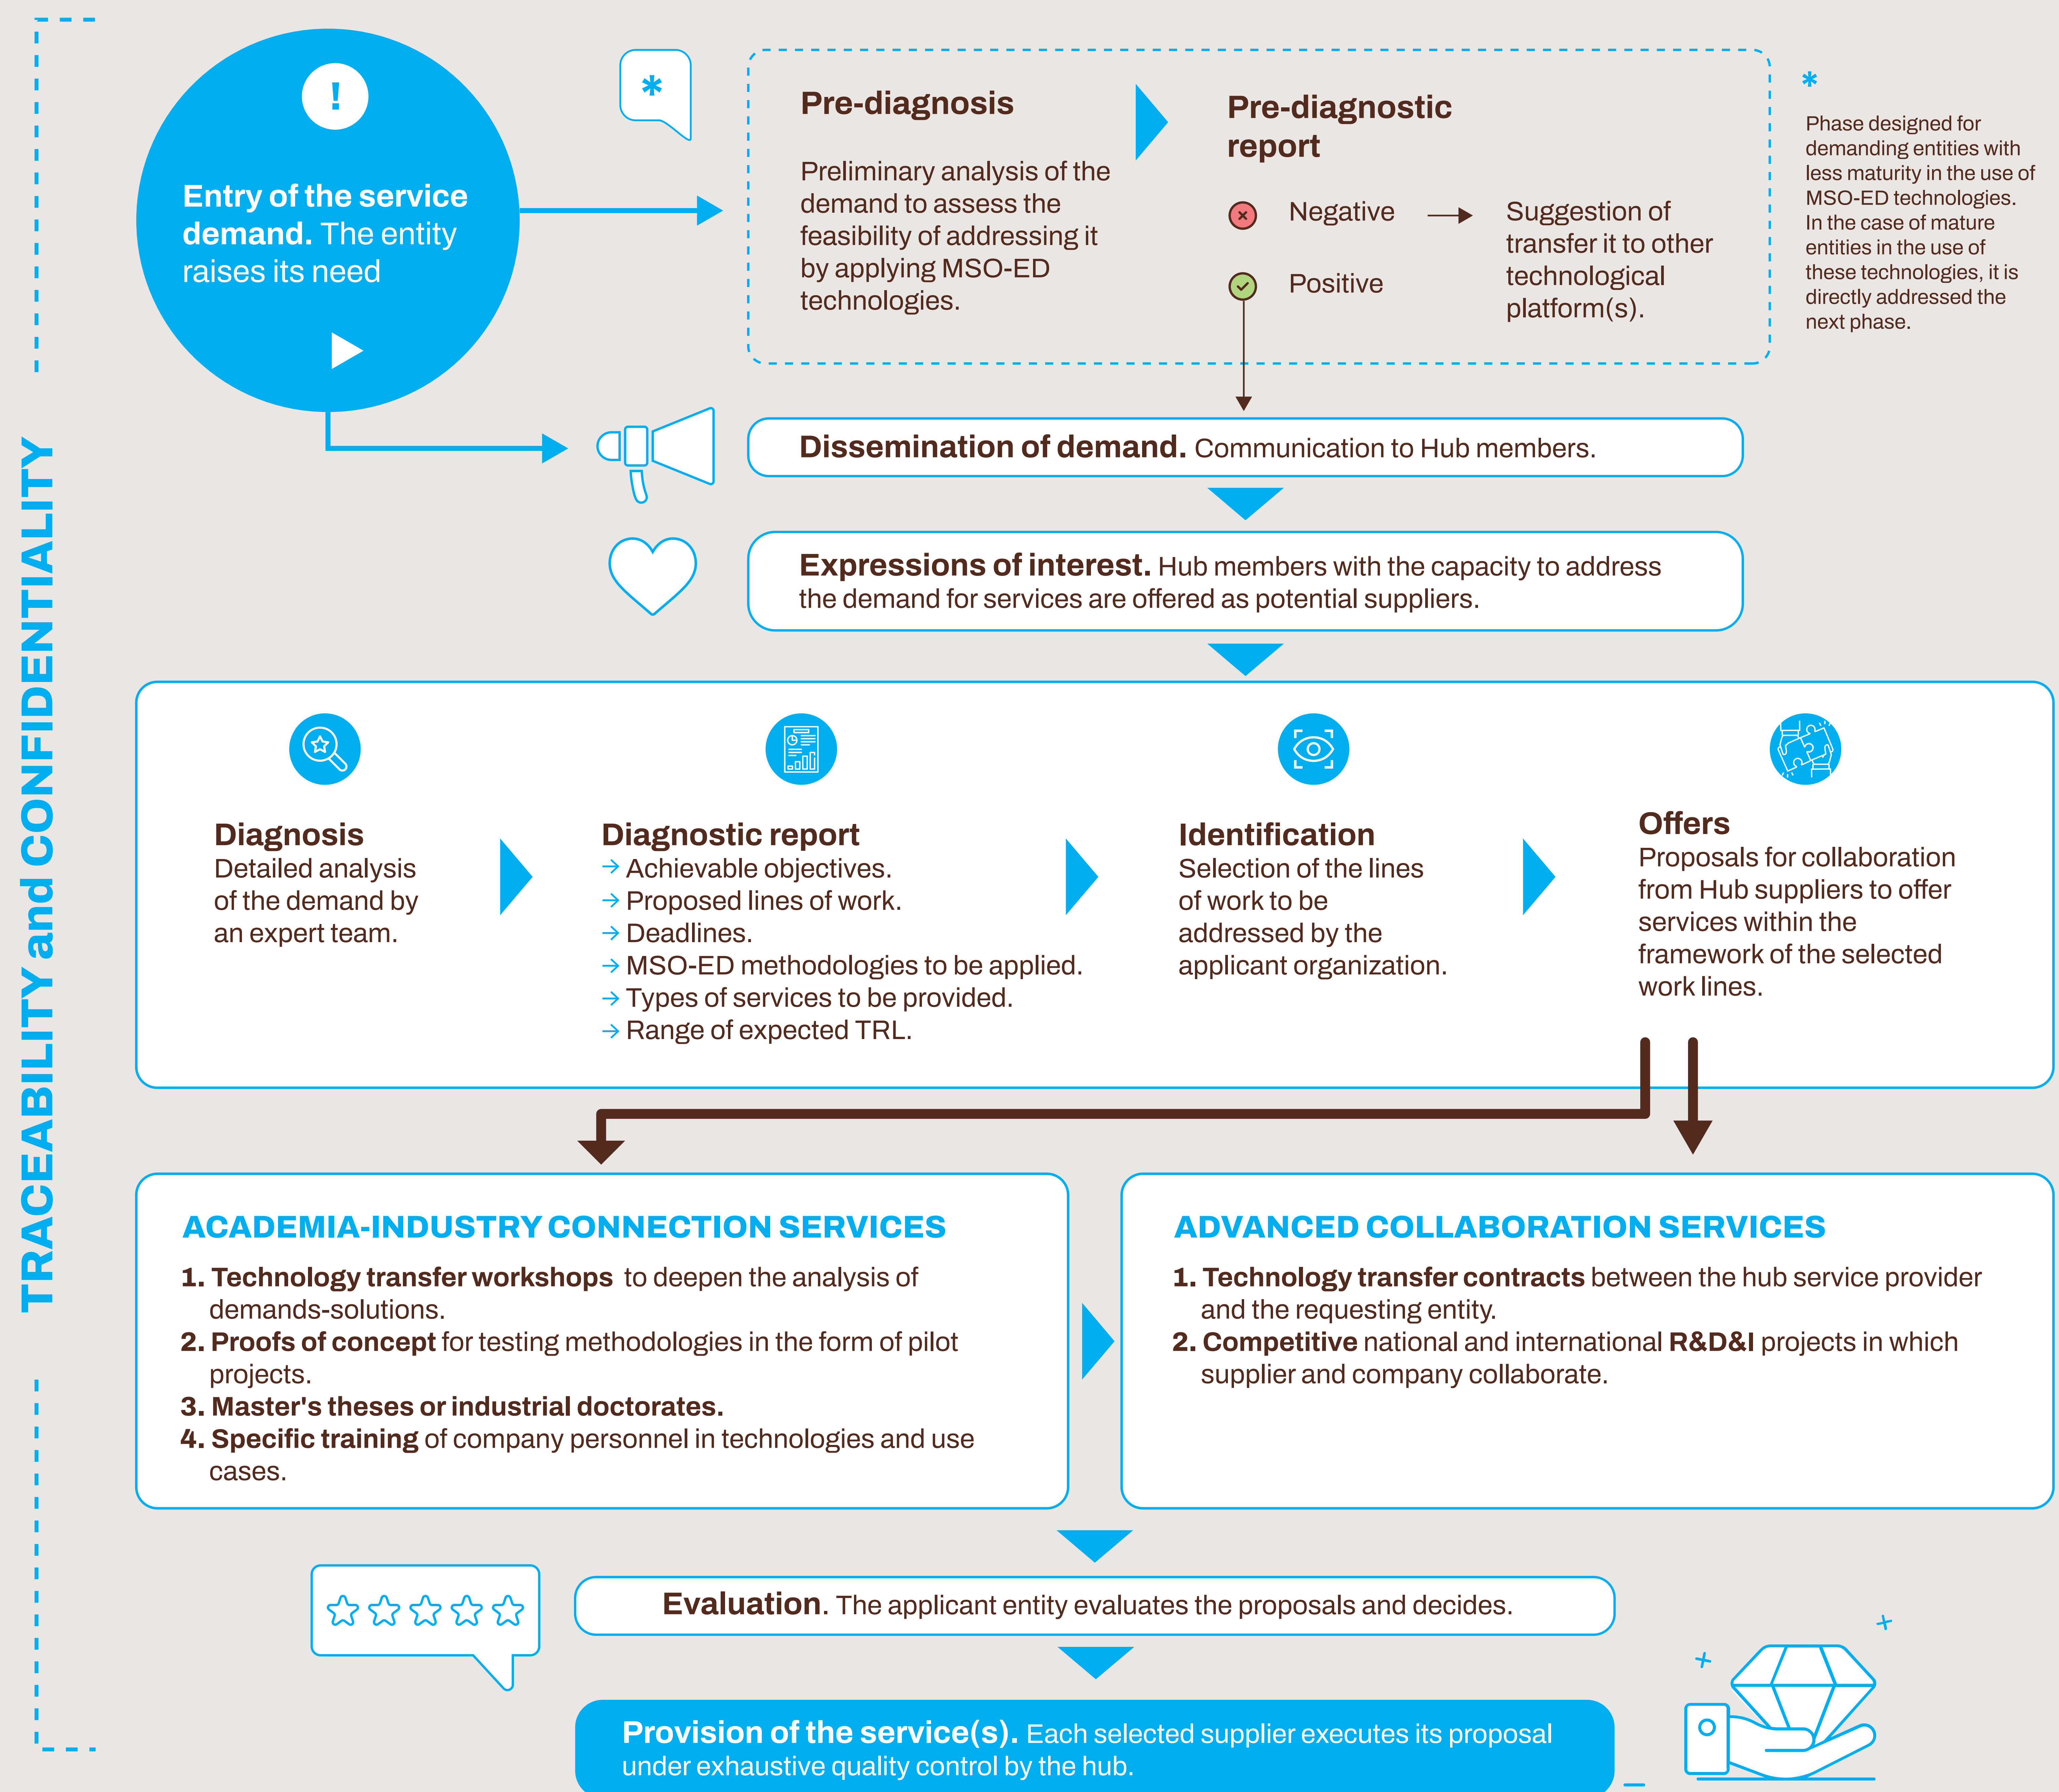 TRACEABILITY and CONFIDENTIALITY
!
Entry of the service
demand. The entity
raises its need
*
Pre-diagnosis
Preliminary analysis of the
demand to assess the
feasibility of addressing it
by applying MSO-ED
technologies.
Pre-diagnostic
report
Negative
Suggestion of
transfer it to other
technological
platform(s).
Positive
*
Phase designed for
demanding entities with
less maturity in the use of
MSO-ED technologies.
In the case of mature
entities in the use of
these technologies, it is
directly addressed the
next phase.
Dissemination of demand. Communication to Hub members.
Expressions of interest. Hub members with the capacity to address
the demand for services are offered as potential suppliers.
Diagnosis
Detailed analysis
of the demand by
an expert team.
Diagnostic report
→ Achievable objectives.
→ Proposed lines of work.
→ Deadlines.
→ MSO-ED methodologies to be applied.
→ Types of services to be provided.
→ Range of expected TRL.
Identification
Selection of the lines
of work to be
addressed by the
applicant organization.
Offers
Proposals for collaboration
from Hub suppliers to offer
services within the
framework of the selected
work lines.
ACADEMIA-INDUSTRY CONNECTION SERVICES
1. Technology transfer workshops to deepen the analysis of
demands-solutions.
2. Proofs of concept for testing methodologies in the form of pilot
projects.
3. Master's theses or industrial doctorates.
4. Specific training of company personnel in technologies and use
cases.
ADVANCED COLLABORATION SERVICES
1. Technology transfer contracts between the hub service provider
and the requesting entity.
2. Competitive national and international R&D&I projects in which
supplier and company collaborate.
Evaluation. The applicant entity evaluates the proposals and decides.
Provision of the service(s). Each selected supplier executes its proposal
under exhaustive quality control by the hub.